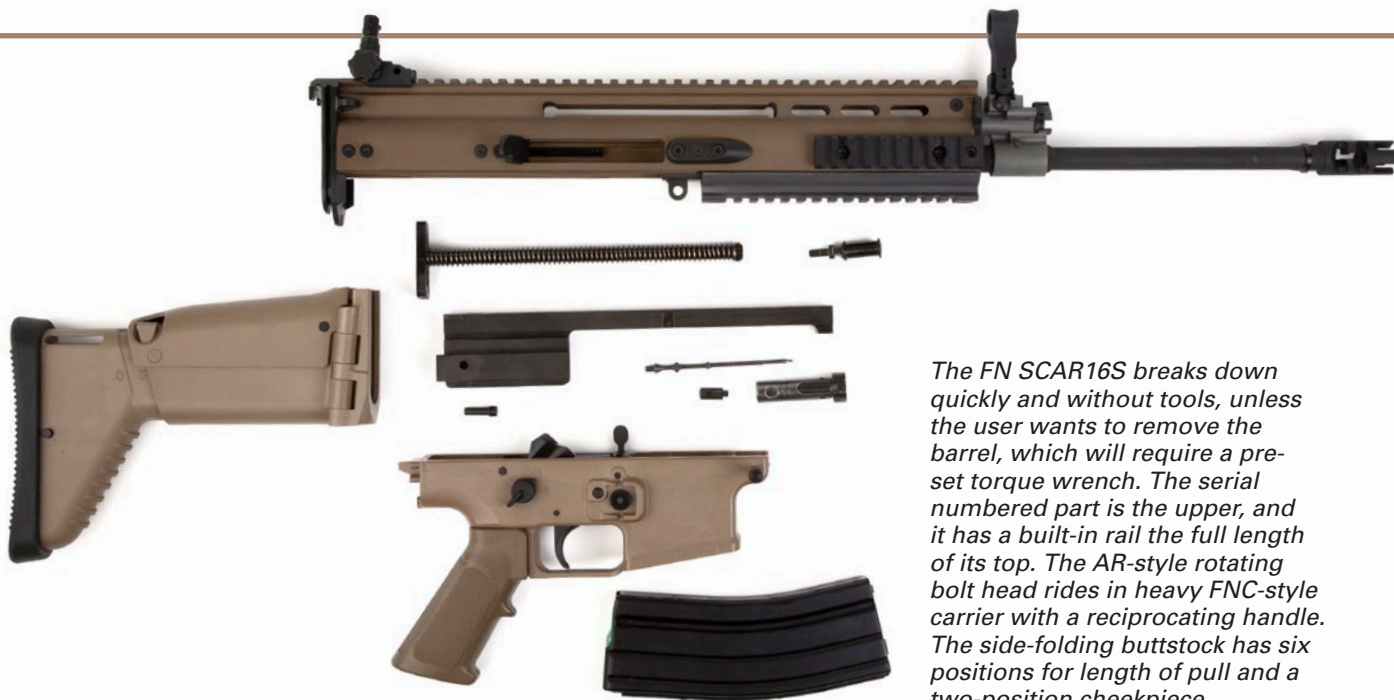 The FN SCAR16S breaks down
quickly and without tools, unless
the user wants to remove the
barrel, which will require a pre-
set torque wrench. The serial
numbered part is the upper, and
it has a built-in rail the full length
of its top. The AR-style rotating
bolt head rides in heavy FNC-style
carrier with a reciprocating handle.
The side-folding buttstock has six
positions for length of pull and a
two-position cheekpiece.